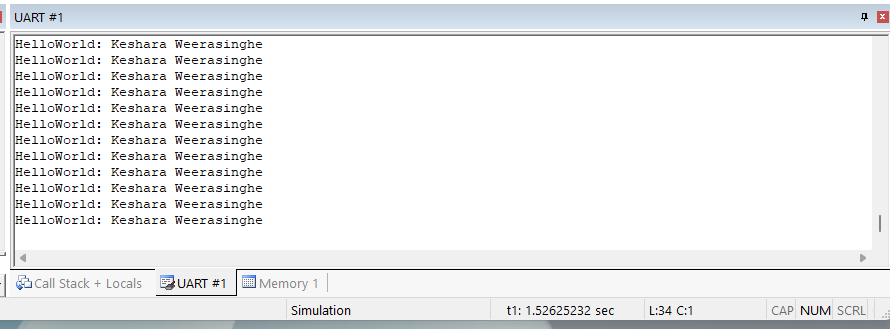 UART #1
HelloWorld: Keshara Weerasinghe
HelloWorld: Keshara Weerasinghe
HelloWorld: Keshara Weerasinghe
HelloWorld: Keshara Weerasinghe
HelloWorld: Keshara Weerasinghe
HelloWorld: Keshara Weerasinghe
HelloWorld: Keshara Weerasinghe
HelloWorld: Keshara Weerasinghe
HelloWorld: Keshara Weerasinghe
HelloWorld: Keshara Weerasinghe
HelloWorld: Keshara Weerasinghe
HelloWorld: Keshara Weerasinghe
Call Stack + Locals UART #1 Memory 1
Simulation t1: 1.52625232 sec L:34 C:1 CAP NUM SCRL